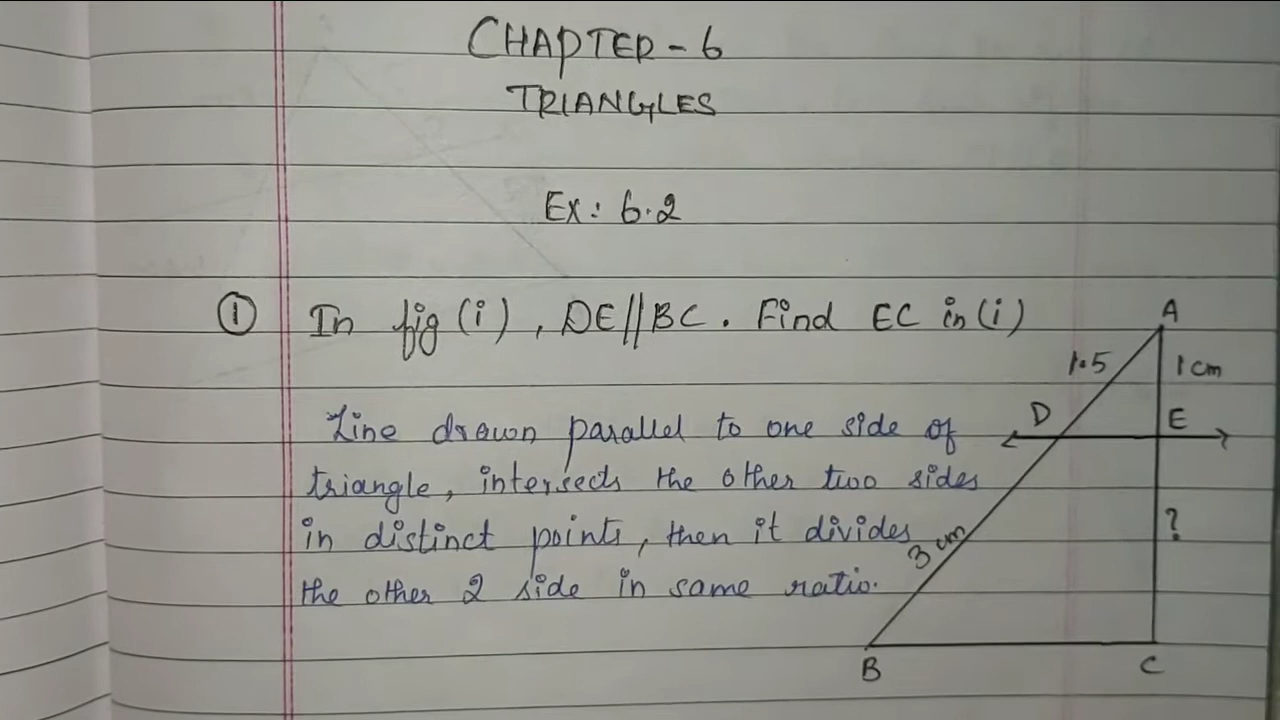 CHAPTER-6
TRIANGLES
Ex: 6.2
① In fig (i), DE//BC. Find EC in (i)
A
1.5
1 cm
Line drawn parallel to one side of
D
E
triangle, intersects the other two sides
in distinct points, then it divides
3 cm
?
the other 2 side in same ratio.
B
C